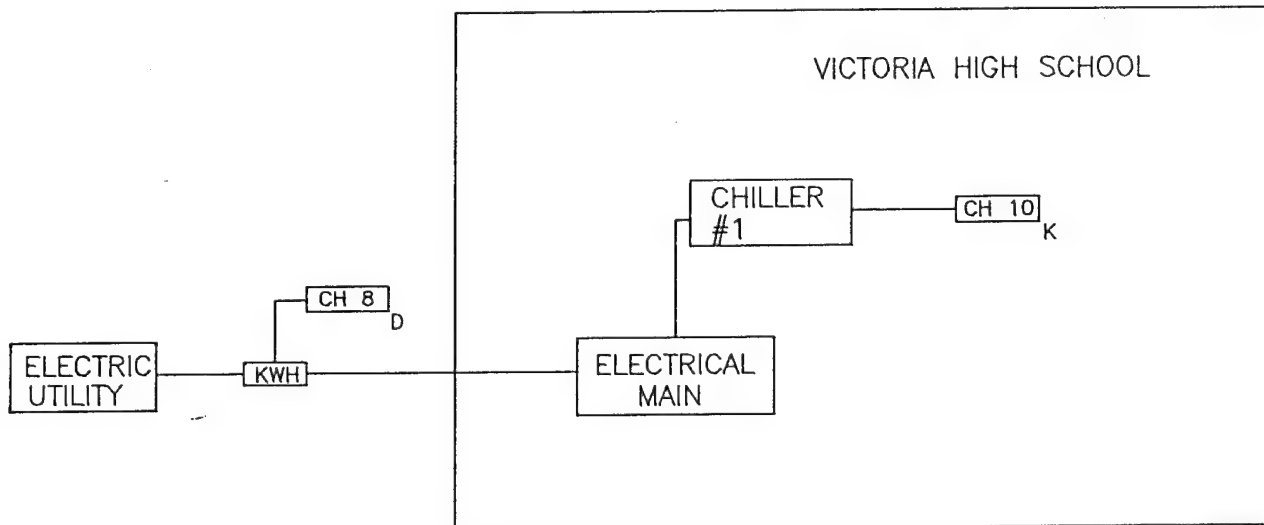 VICTORIA HIGH SCHOOL
CHILLER
#1
CH 10
K
CH 8
D
ELECTRIC
UTILITY
KWH
ELECTRICAL
MAIN